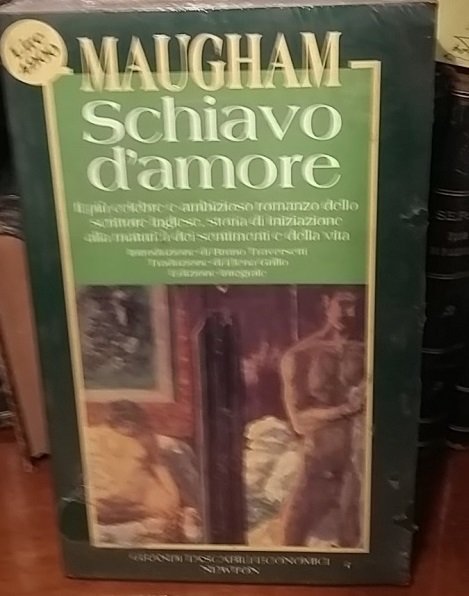 Lire
MAUGHAM
Schiavo
d'amore
Il più celebre e ambizioso romanzo dello
scrittore inglese, storia di iniziazione
alla maturità dei sentimenti e della vita
Introduzione di Bruno Traversetti
Traduzione di Elena Grillo
Edizione integrale
GRANDI TASCABILI ECONOMICI
NEWTON